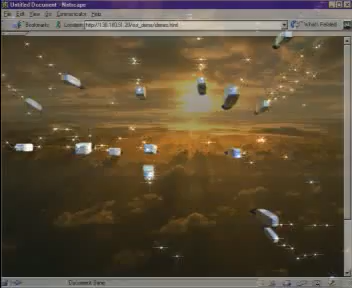 Untitled Document - Netscape
File Edit View Go Communicator Help
Bookmarks Location What's Related
Document: Done